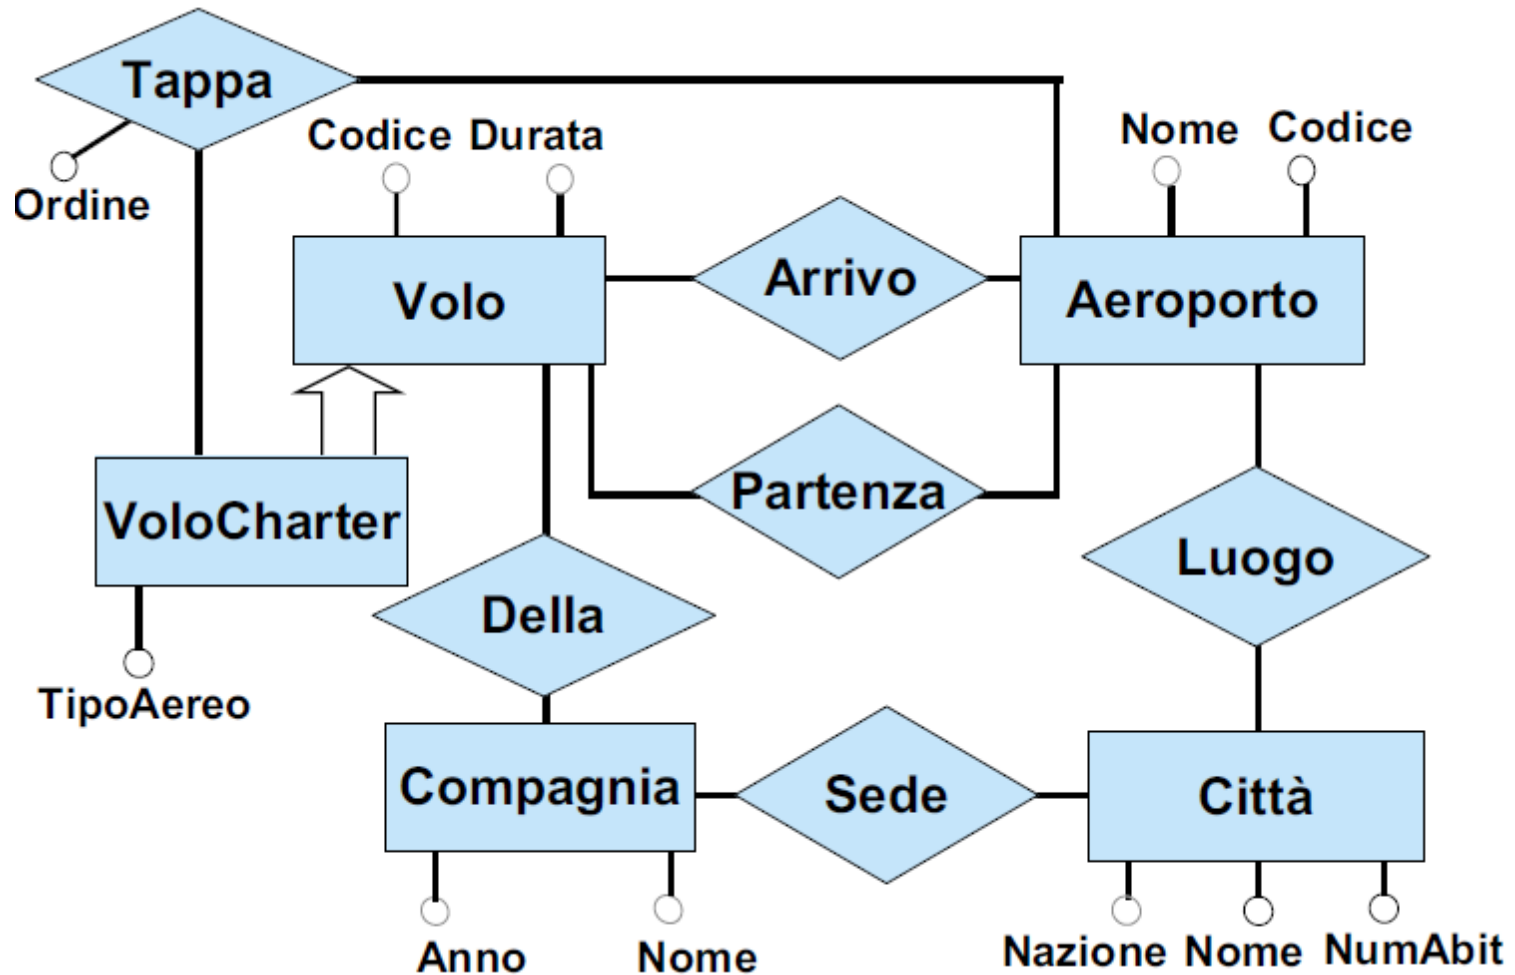 Tappa
Codice Durata
Nome Codice
Ordine
Volo
Arrivo
Aeroporto
VoloCharter
Partenza
Luogo
Della
TipoAereo
Compagnia
Sede
Città
Anno
Nome
Nazione Nome NumAbit